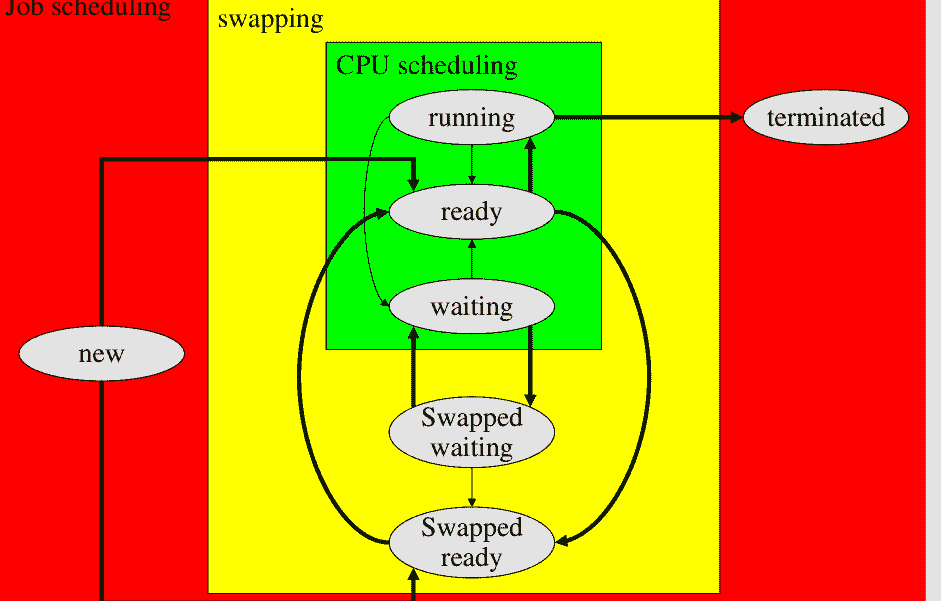 Job scheduling
swapping
CPU scheduling
running
terminated
ready
waiting
new
Swapped
waiting
Swapped
ready